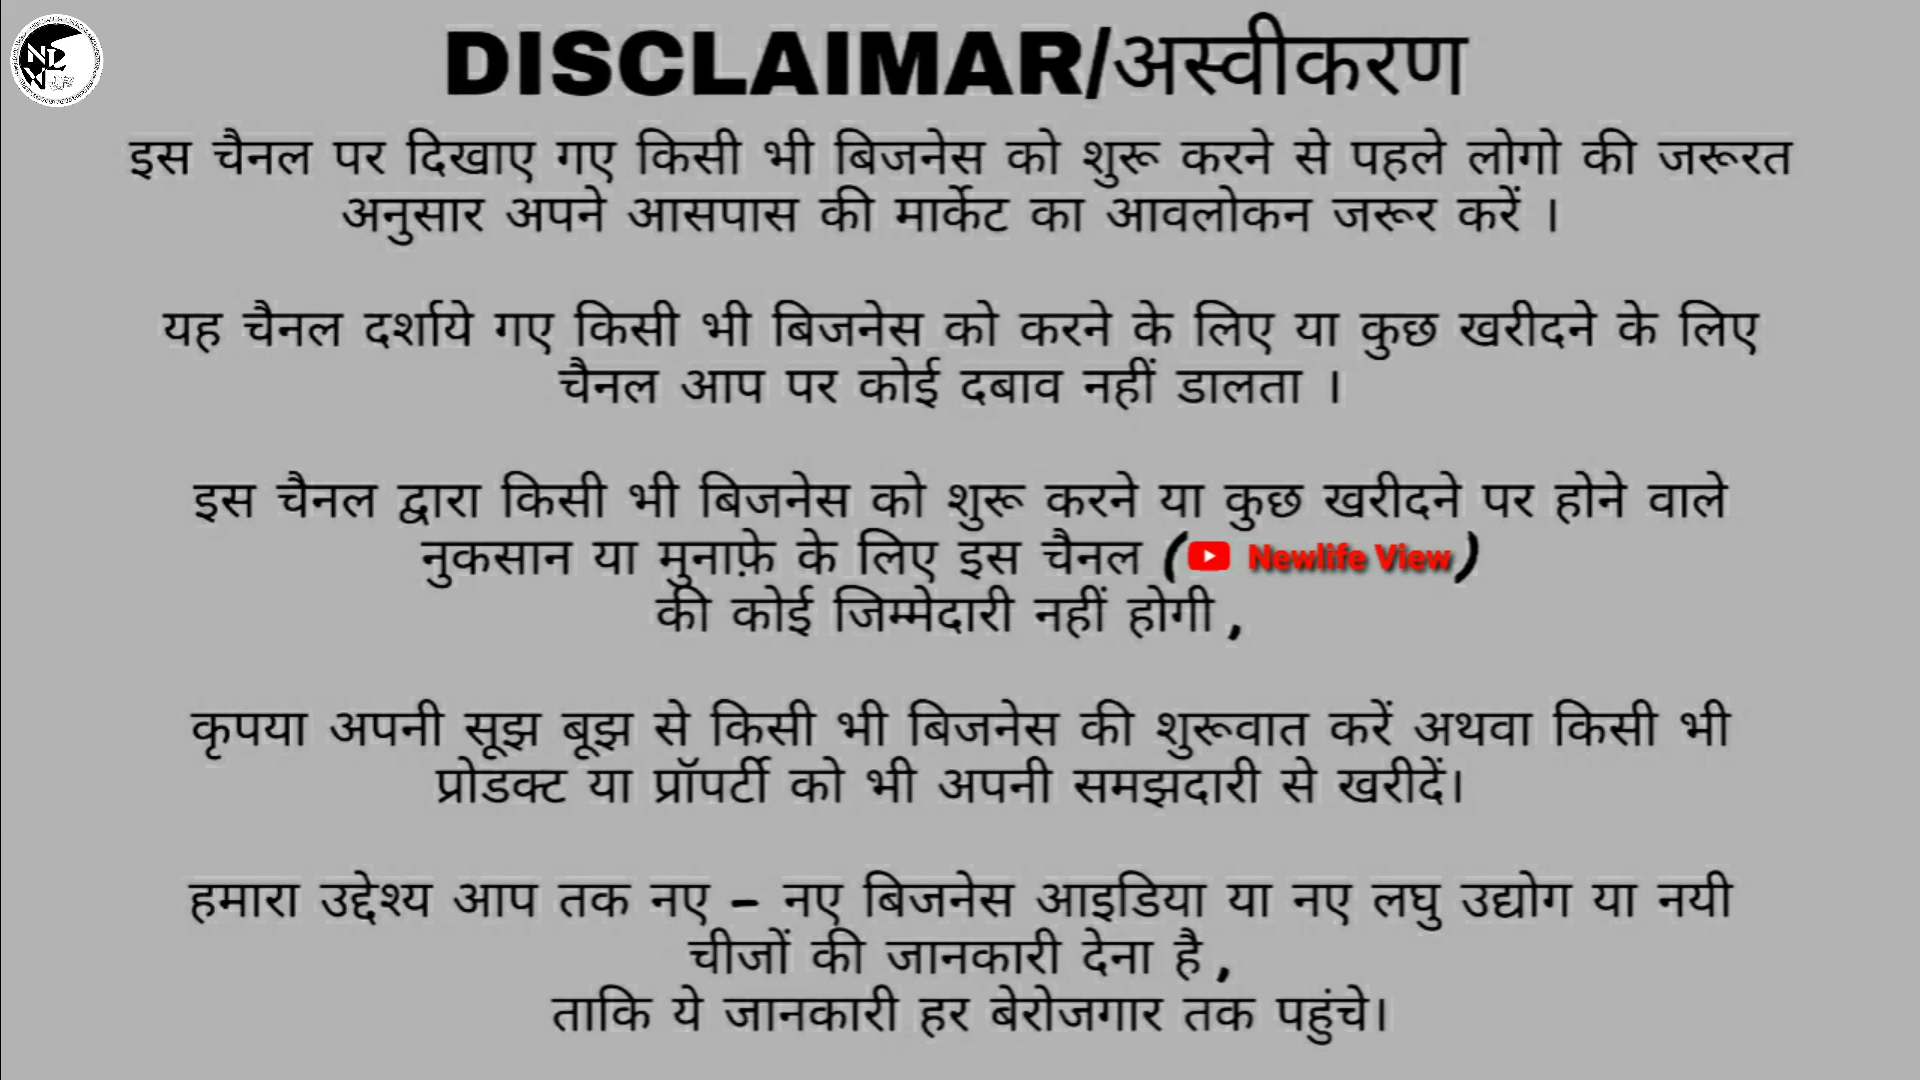 DISCLAIMAR/अस्वीकरण
इस चैनल पर दिखाए गए किसी भी बिजनेस को शुरू करने से पहले लोगो की जरूरत
अनुसार अपने आसपास की मार्केट का आवलोकन जरूर करें ।
यह चैनल दर्शाये गए किसी भी बिजनेस को करने के लिए या कुछ खरीदने के लिए
चैनल आप पर कोई दबाव नहीं डालता ।
इस चैनल द्वारा किसी भी बिजनेस को शुरू करने या कुछ खरीदने पर होने वाले
नुकसान या मुनाफ़े के लिए इस चैनल ( Newlife View)
की कोई जिम्मेदारी नहीं होगी ,
कृपया अपनी सूझ बूझ से किसी भी बिजनेस की शुरूवात करें अथवा किसी भी
प्रोडक्ट या प्रॉपर्टी को भी अपनी समझदारी से खरीदें।
हमारा उद्देश्य आप तक नए - नए बिजनेस आइडिया या नए लघु उद्योग या नयी
चीजों की जानकारी देना है ,
ताकि ये जानकारी हर बेरोजगार तक पहुंचे।